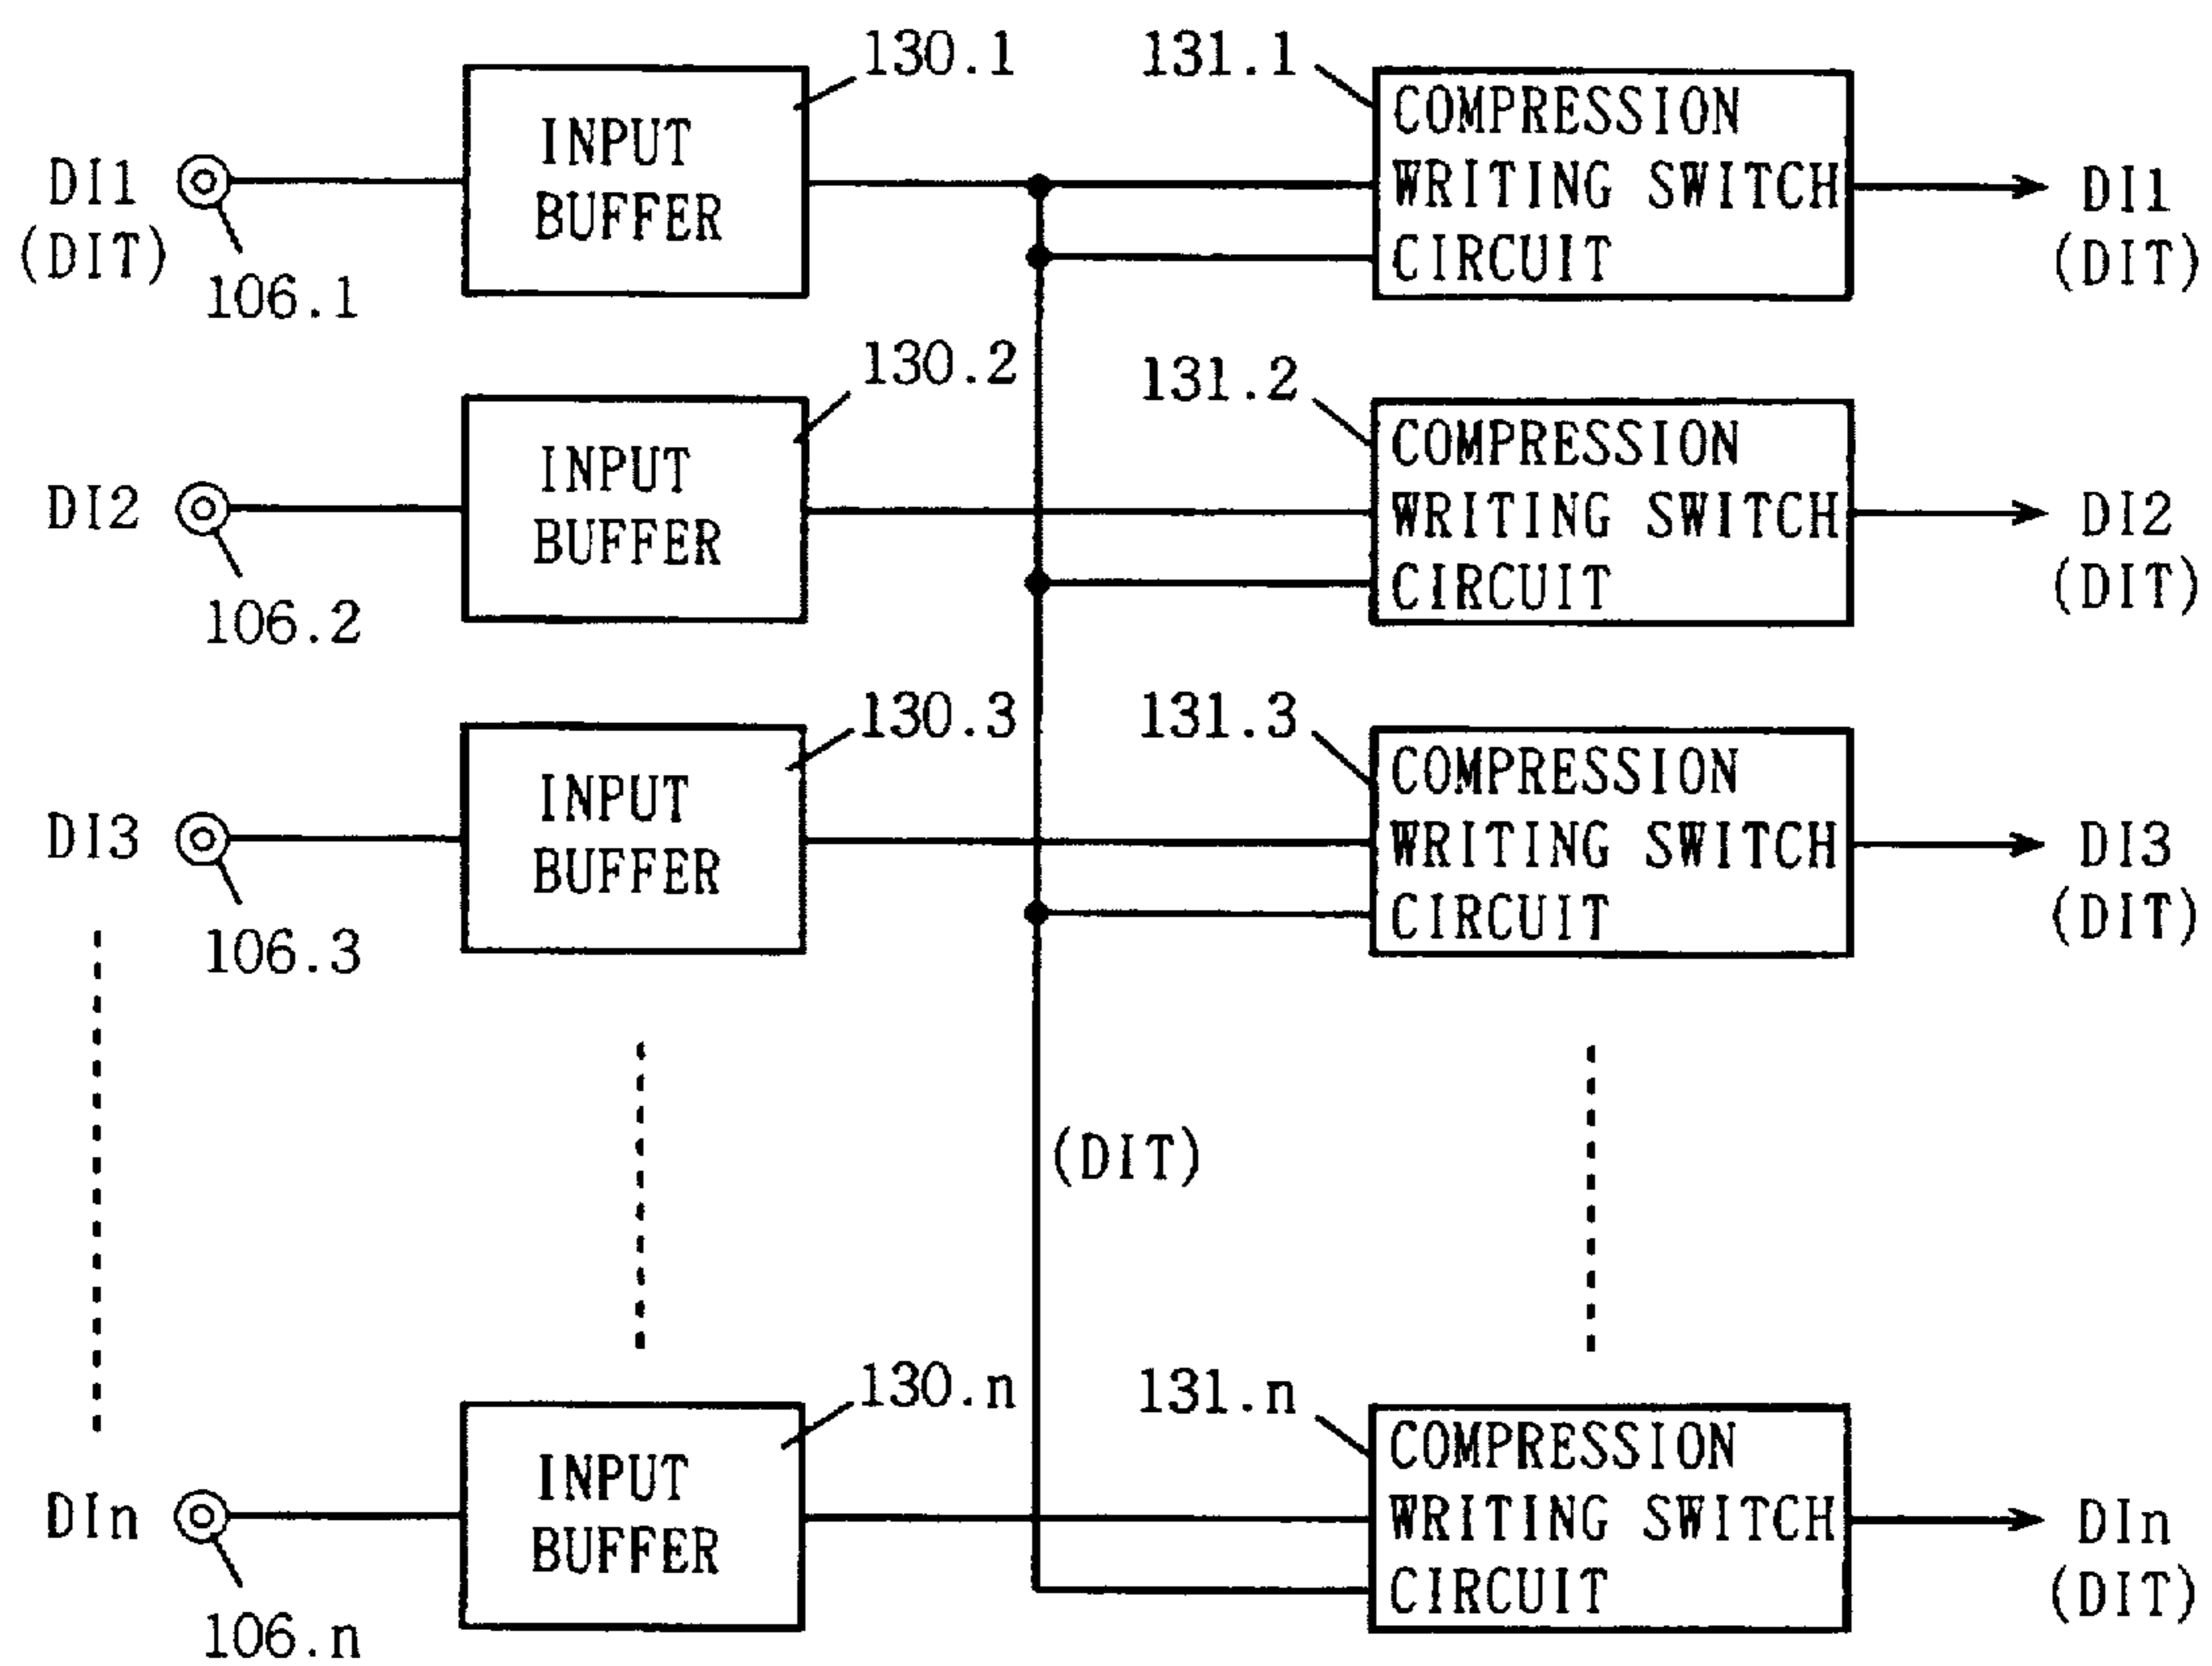 130.1
131.1
DI1
(DIT)
106.1
INPUT
BUFFER
COMPRESSION
WRITING SWITCH
CIRCUIT
DI1
(DIT)
130.2
131.2
DI2
106.2
INPUT
BUFFER
COMPRESSION
WRITING SWITCH
CIRCUIT
DI2
(DIT)
130.3
131.3
DI3
106.3
INPUT
BUFFER
COMPRESSION
WRITING SWITCH
CIRCUIT
DI3
(DIT)
(DIT)
130.n
131.n
DIn
106.n
INPUT
BUFFER
COMPRESSION
WRITING SWITCH
CIRCUIT
DIn
(DIT)